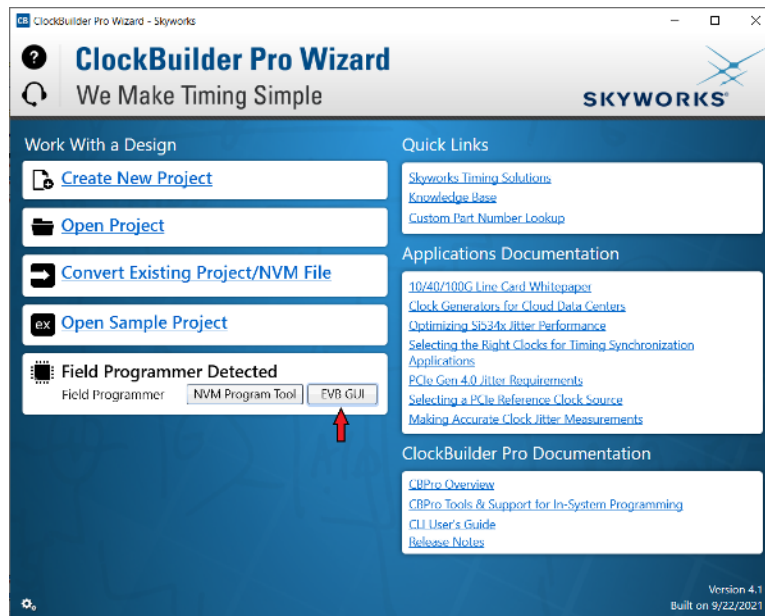 CB ClockBuilder Pro Wizard - Skyworks
ClockBuilder Pro Wizard
We Make Timing Simple
SKYWORKS®
Work With a Design
Create New Project
Open Project
Convert Existing Project/NVM File
ex Open Sample Project
Field Programmer Detected
Field Programmer NVM Program Tool EVB GUI
Quick Links
Skyworks Timing Solutions
Knowledge Base
Custom Part Number Lookup
Applications Documentation
10/40/100G Line Card Whitepaper
Clock Generators for Cloud Data Centers
Optimizing Si534x Jitter Performance
Selecting the Right Clocks for Timing Synchronization
Applications
PCIe Gen 4.0 Jitter Requirements
Selecting a PCIe Reference Clock Source
Making Accurate Clock Jitter Measurements
ClockBuilder Pro Documentation
CBPro Overview
CBPro Tools & Support for In-System Programming
CLI User's Guide
Release Notes
Version 4.1
Built on 9/22/2021